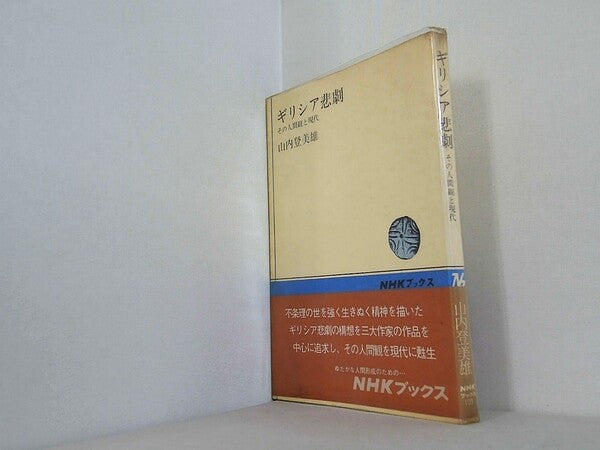 ギリシア悲劇
その人間観と現代
山内登美雄
NHKブックス
不条理の世を強く生きぬく精神を描いた
ギリシア悲劇の構想を三大作家の作品を
中心に追求し、その人間観を現代に甦生
ゆたかな人間形成のための…
NHKブックス
ギリシア悲劇
その人間観と現代
山内登美雄
NHK
ブックス